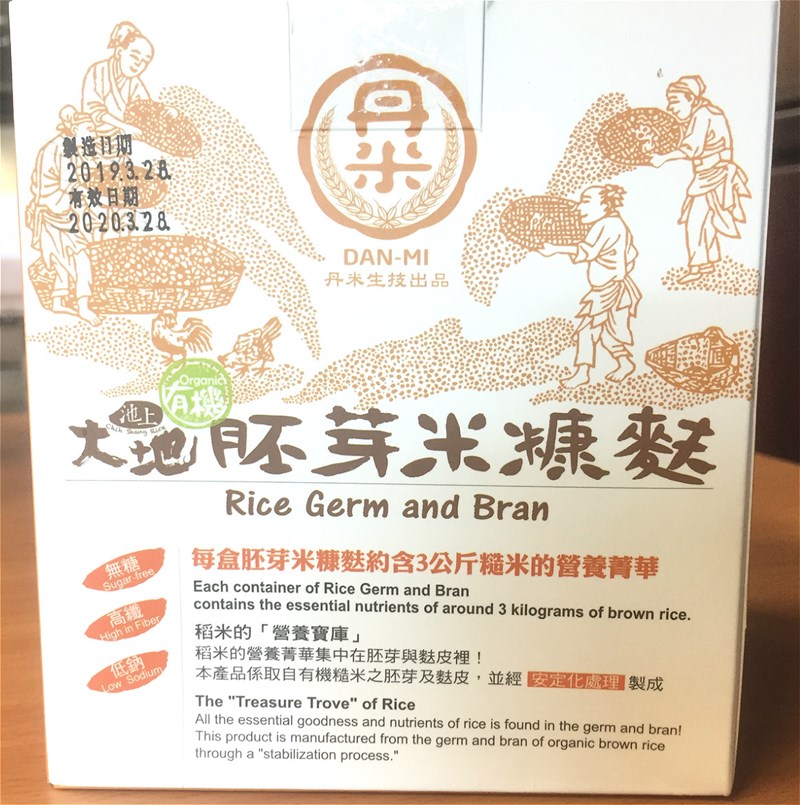 製造日期
2019.3.28.
有效日期
2020.3.28.
丹
米
DAN-MI
丹米生技出品
Organic
有機
池上
Chih Shang Rice
大地胚芽米糠麩
Rice Germ and Bran
無糖
Sugar-free
高纖
High in Fiber
低鈉
Low Sodium
每盒胚芽米糠麩約含3公斤糙米的營養菁華
Each container of Rice Germ and Bran
contains the essential nutrients of around 3 kilograms of brown rice.
稻米的「營養寶庫」
稻米的營養菁華集中在胚芽與麩皮裡！
本產品係取自有機糙米之胚芽及麩皮，並經 安定化處理 製成
The "Treasure Trove" of Rice
All the essential goodness and nutrients of rice is found in the germ and bran!
This product is manufactured from the germ and bran of organic brown rice
through a "stabilization process."